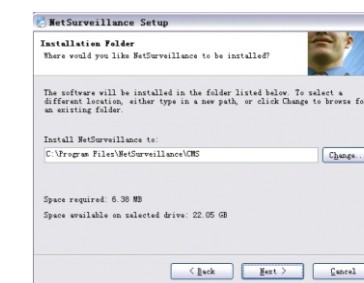 NetSurveillance Setup
Installation Folder
Where would you like NetSurveillance to be installed?
The software will be installed in the folder listed below. To select a
different location, either type in a new path, or click Change to browse fo
an existing folder.
Install NetSurveillance to:
C:\Program Files\NetSurveillance\CMS
Change..
Space required: 6.38 MB
Space available on selected drive: 22.05 GB
< Back Next > Cancel